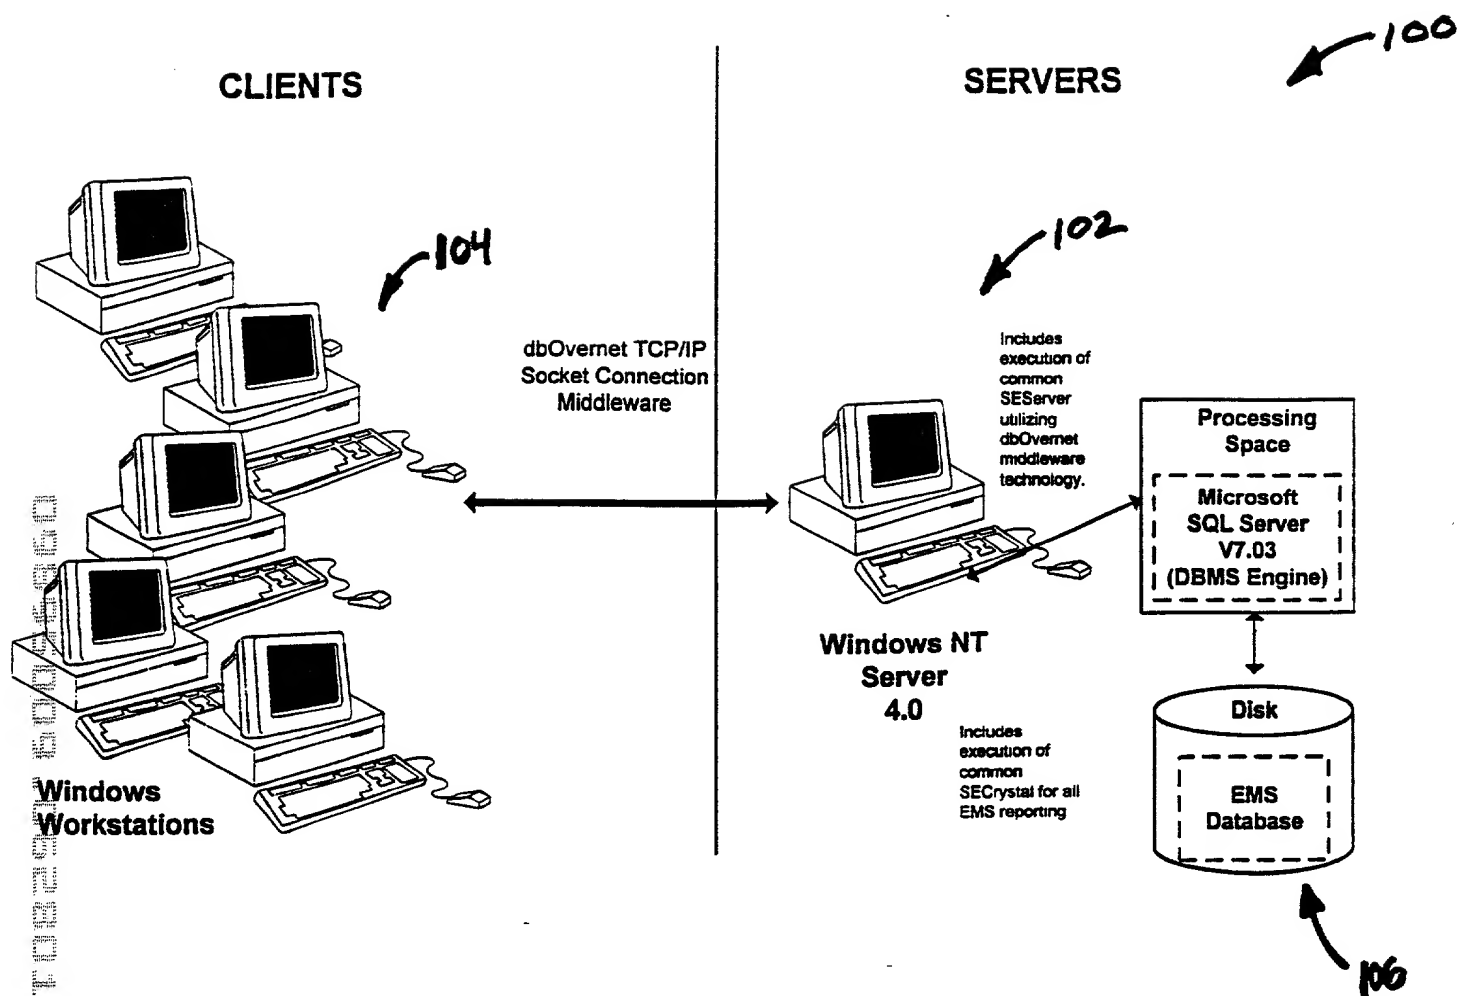 100
CLIENTS
SERVERS
102
104
dbOvernet TCP/IP
Socket Connection
Middleware
Includes
execution of
common
SEServer
utilizing
dbOvernet
middleware
technology.
Processing
Space
Microsoft
SQL Server
V7.03
(DBMS Engine)
Windows NT
Server
4.0
Includes
execution of
common
SECrystal for all
EMS reporting
Disk
EMS
Database
Windows
Workstations
106